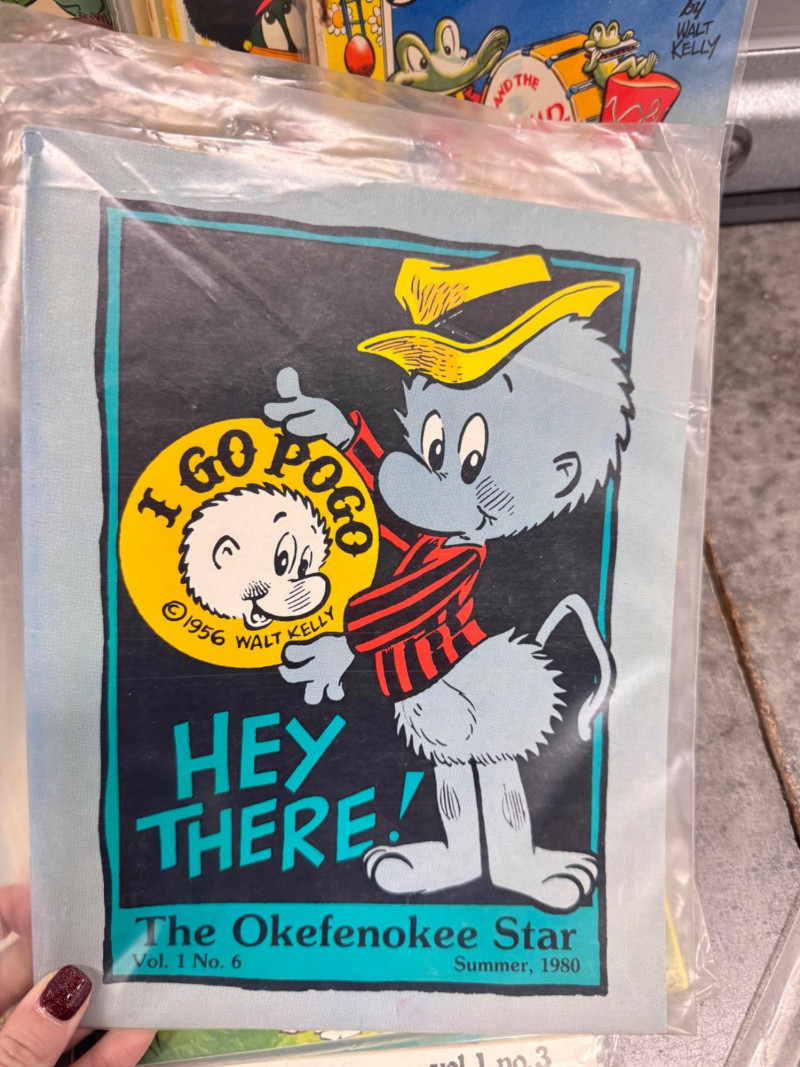 by
WALT
KELLY
AND THE
I GO POGO
©1956 WALT KELLY
HEY
THERE!
The Okefenokee Star
Vol. 1 No. 6
Summer, 1980
vol. 1 no. 3